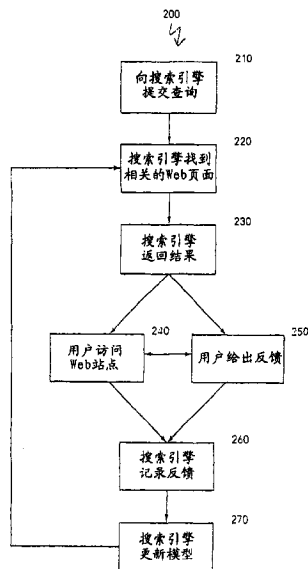 200
210
向搜索引擎
提交查询
220
搜索引擎找到
相关的Web页面
230
搜索引擎
返回结果
240
用户访问
Web站点
250
用户给出反馈
260
搜索引擎
记录反馈
270
搜索引擎
更新模型